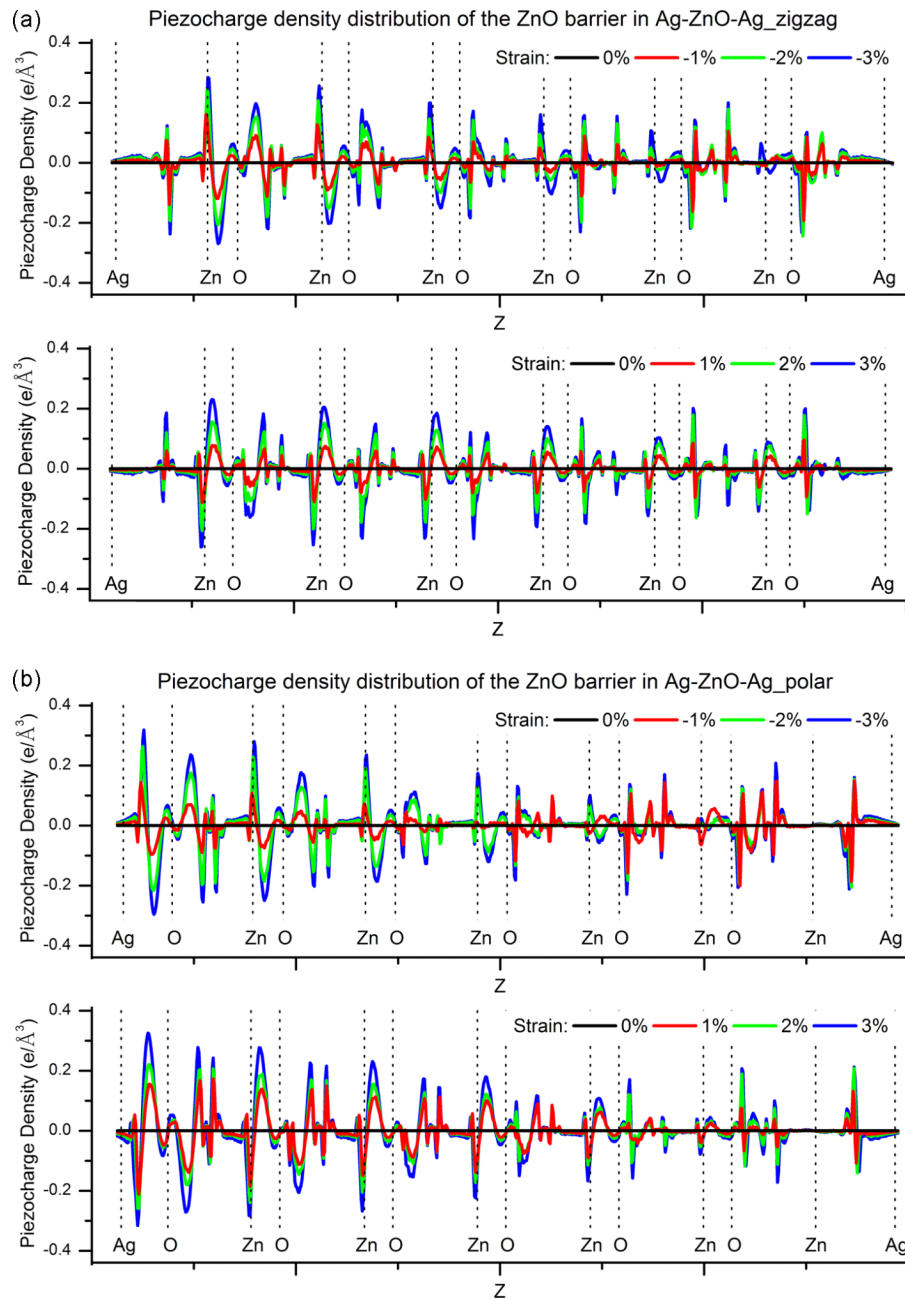 (a) Piezocharge density distribution of the ZnO barrier in Ag-ZnO-Ag_zigzag
Strain: 0% -1% -2% -3%
Piezocharge Density (e/Å³)
0.4
0.2
0.0
-0.2
-0.4
Ag Zn O Zn O Zn O Zn O Zn O Zn O Ag
Z
Strain: 0% 1% 2% 3%
Piezocharge Density (e/Å³)
0.4
0.2
0.0
-0.2
-0.4
Ag Zn O Zn O Zn O Zn O Zn O Zn O Ag
Z
(b) Piezocharge density distribution of the ZnO barrier in Ag-ZnO-Ag_polar
Strain: 0% -1% -2% -3%
Piezocharge Density (e/Å³)
0.4
0.2
0.0
-0.2
-0.4
Ag O Zn O Zn O Zn O Zn O Zn O Zn Ag
Z
Strain: 0% 1% 2% 3%
Piezocharge Density (e/Å³)
0.4
0.2
0.0
-0.2
-0.4
Ag O Zn O Zn O Zn O Zn O Zn O Zn Ag
Z